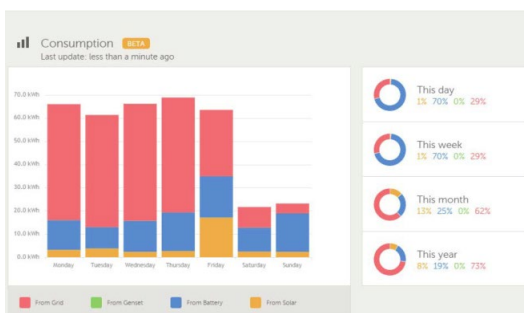 Consumption BETA
Last update: less than a minute ago
70.0 kWh
60.0 kWh
50.0 kWh
40.0 kWh
30.0 kWh
20.0 kWh
10.0 kWh
0.0 kWh
Monday Tuesday Wednesday Thursday Friday Saturday Sunday
From Grid From Genset From Battery From Solar
This day
1% 70% 0% 29%
This week
1% 70% 0% 29%
This month
13% 25% 0% 62%
This year
8% 19% 0% 73%